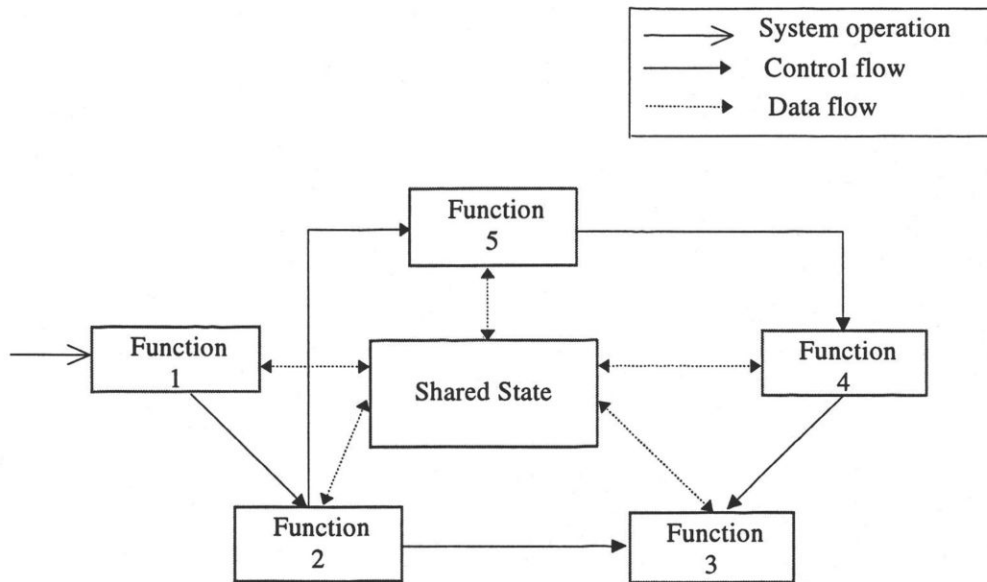 System operation
Control flow
Data flow
Function
5
Function
1
Shared State
Function
4
Function
2
Function
3